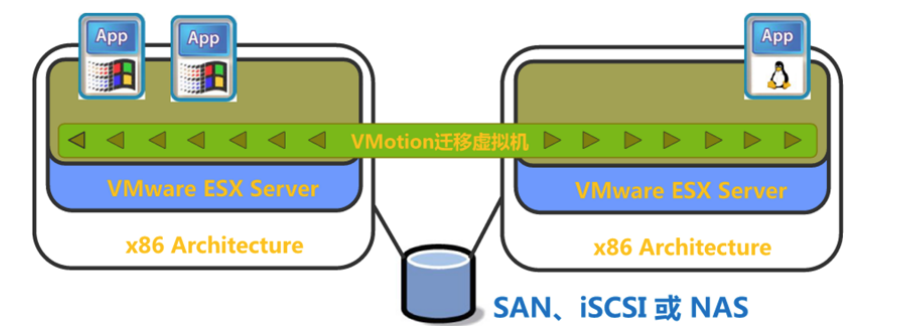 App
App
App
VMotion迁移虚拟机
VMware ESX Server
VMware ESX Server
x86 Architecture
x86 Architecture
SAN、iSCSI 或 NAS